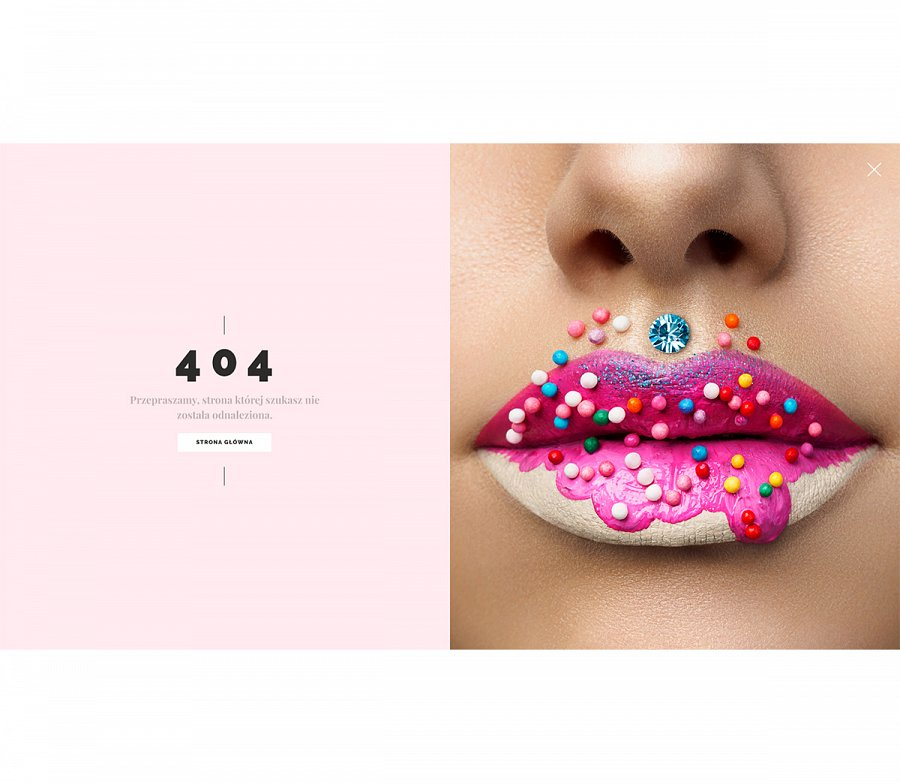 404
Przepraszamy, strona której szukasz nie
została odnaleziona.
STRONA GŁÓWNA